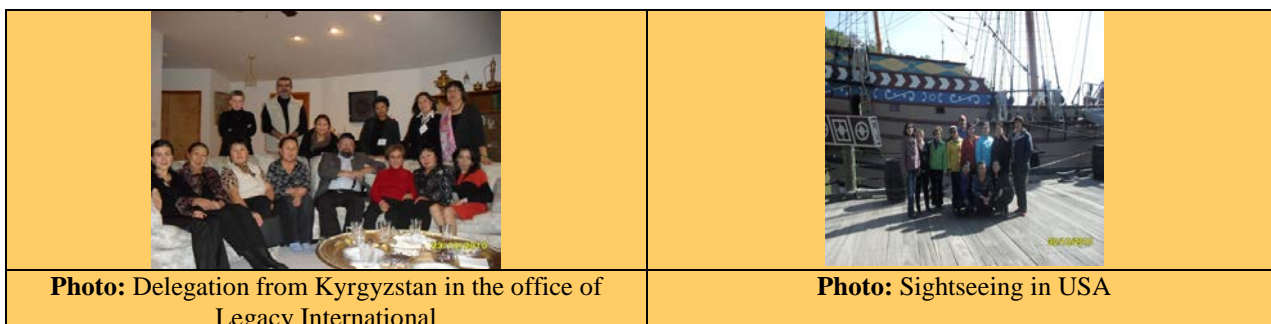 Photo: Delegation from Kyrgyzstan in the office of
Legacy International
Photo: Sightseeing in USA